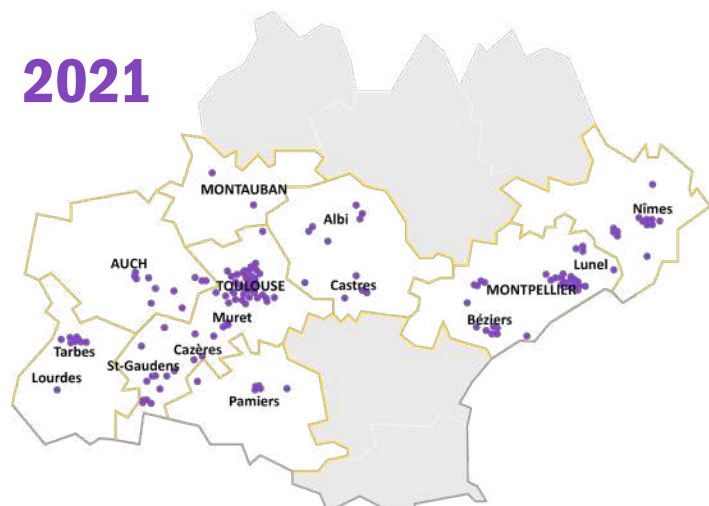 2021
MONTAUBAN
Nîmes
Albi
AUCH
Lunel
TOULOUSE
Castres
MONTPELLIER
Muret
Béziers
Cazères
Tarbes
St-Gaudens
Lourdes
Pamiers